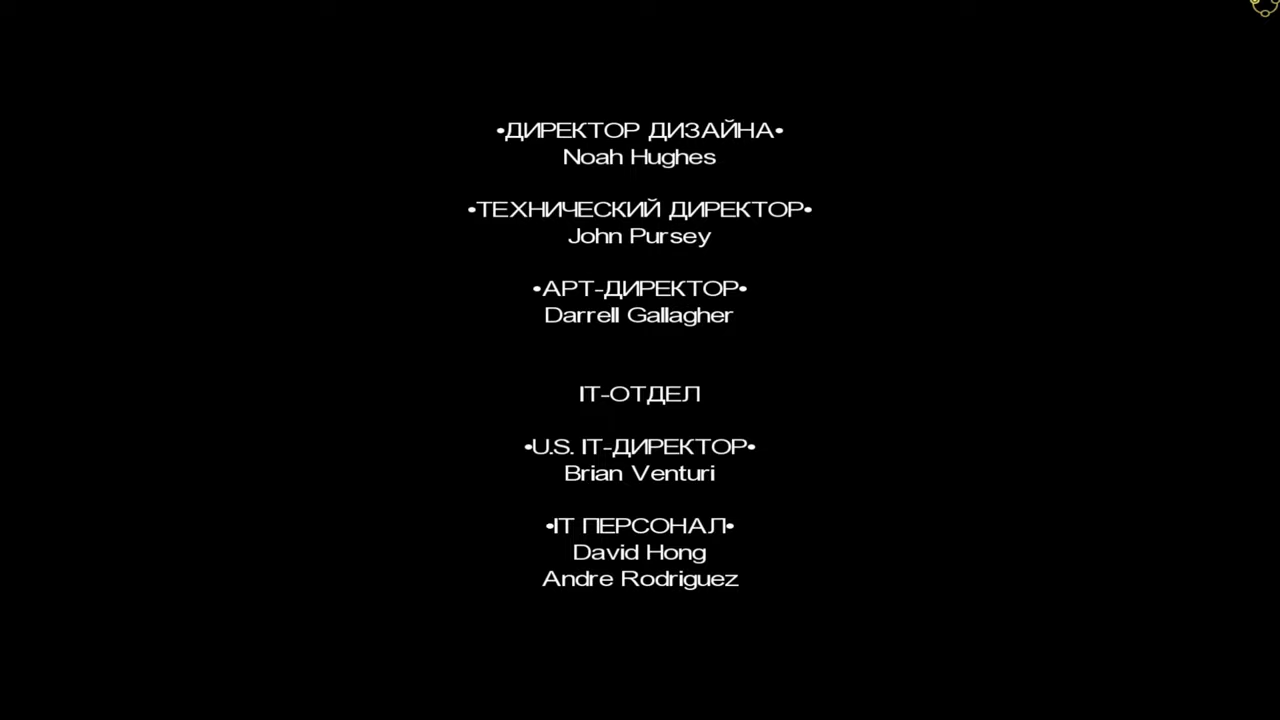 •ДИРЕКТОР ДИЗАЙНА•
Noah Hughes
•ТЕХНИЧЕСКИЙ ДИРЕКТОР•
John Pursey
•АРТ-ДИРЕКТОР•
Darrell Gallagher
IT-ОТДЕЛ
•U.S. IT-ДИРЕКТОР•
Brian Venturi
•IT ПЕРСОНАЛ•
David Hong
Andre Rodriguez